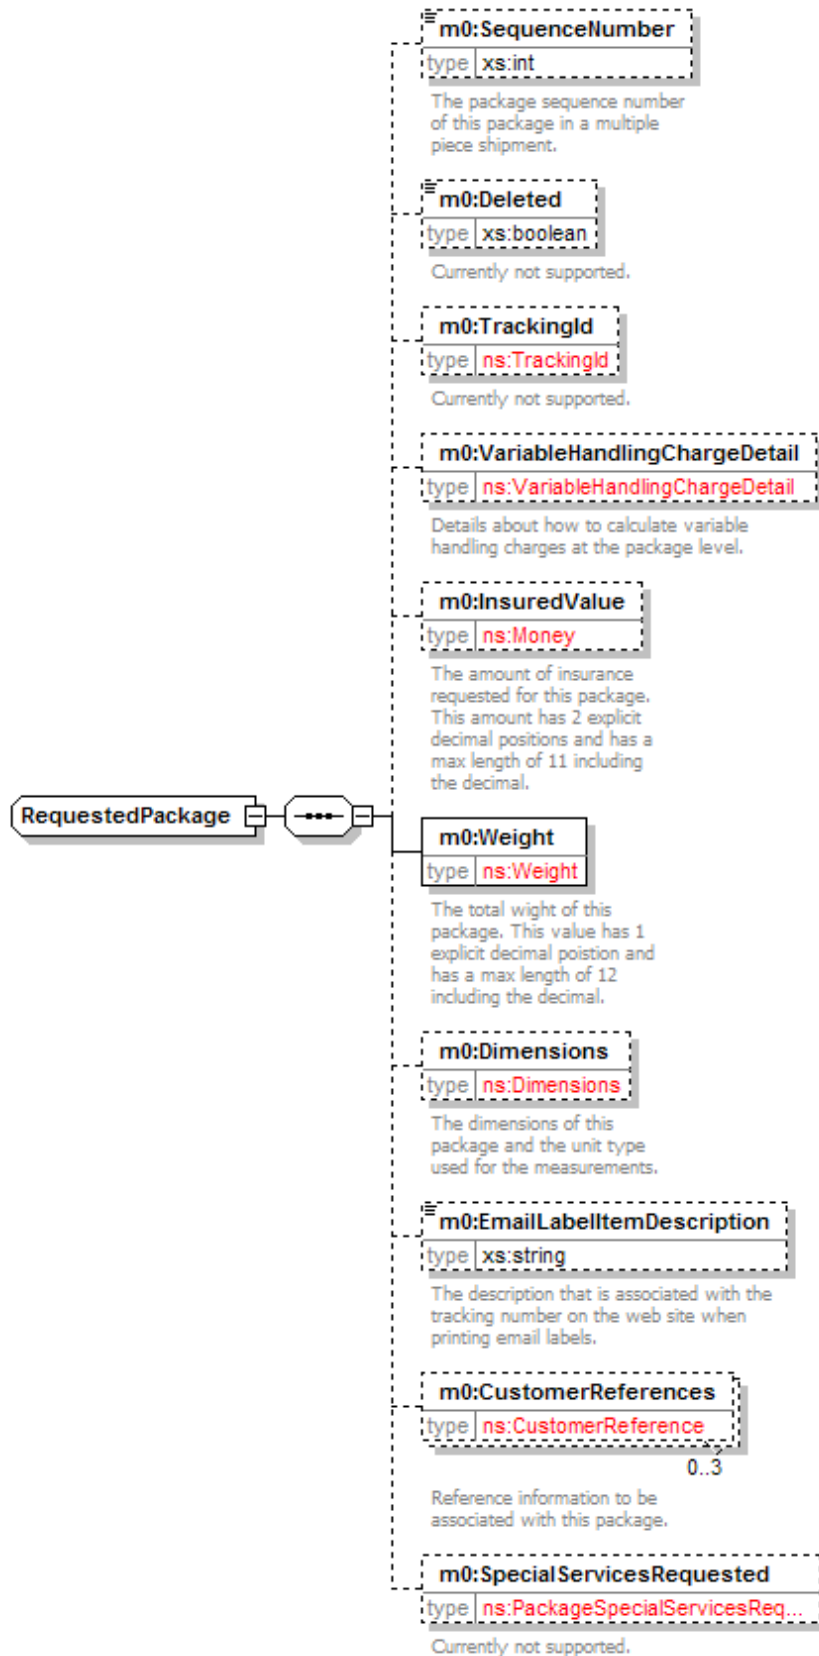 m0:SequenceNumber
type xs:int
The package sequence number
of this package in a multiple
piece shipment.
m0:Deleted
type xs:boolean
Currently not supported.
m0:TrackingId
type ns:TrackingId
Currently not supported.
m0:VariableHandlingChargeDetail
type ns:VariableHandlingChargeDetail
Details about how to calculate variable
handling charges at the package level.
m0:InsuredValue
type ns:Money
The amount of insurance
requested for this package.
This amount has 2 explicit
decimal positions and has a
max length of 11 including
the decimal.
RequestedPackage
m0:Weight
type ns:Weight
The total wight of this
package. This value has 1
explicit decimal poistion and
has a max length of 12
including the decimal.
m0:Dimensions
type ns:Dimensions
The dimensions of this
package and the unit type
used for the measurements.
m0:EmailLabelItemDescription
type xs:string
The description that is associated with the
tracking number on the web site when
printing email labels.
m0:CustomerReferences
type ns:CustomerReference
0..3
Reference information to be
associated with this package.
m0:SpecialServicesRequested
type ns:PackageSpecialServicesReq...
Currently not supported.